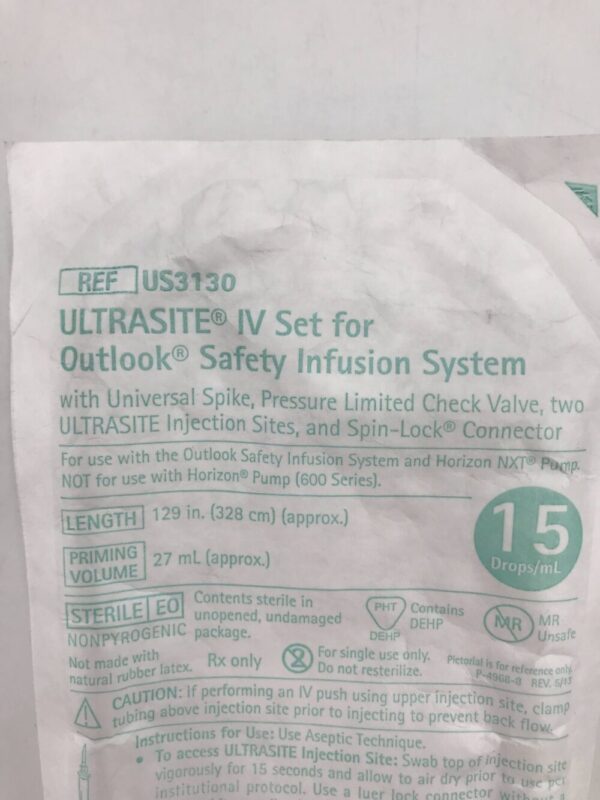 REF US3130
ULTRASITE® IV Set for
Outlook® Safety Infusion System
with Universal Spike, Pressure Limited Check Valve, two
ULTRASITE Injection Sites, and Spin-Lock® Connector
For use with the Outlook Safety Infusion System and Horizon NXT® Pump.
NOT for use with Horizon® Pump (600 Series).
LENGTH 129 in. (328 cm) (approx.)
PRIMING VOLUME 27 mL (approx.)
15
Drops/mL
STERILE EO
NONPYROGENIC
Contents sterile in
unopened, undamaged
package.
PHT
DEHP
Contains
DEHP
MR
MR
Unsafe
Not made with
natural rubber latex.
Rx only
2
For single use only.
Do not resterilize.
Pictorial is for reference only.
P-4968-8 REV. 5/15
CAUTION: If performing an IV push using upper injection site, clamp
tubing above injection site prior to injecting to prevent back flow.
Instructions for Use: Use Aseptic Technique.
• To access ULTRASITE Injection Site: Swab top of injection site
vigorously for 15 seconds and allow to air dry prior to use per
institutional protocol. Use a luer lock connector without a